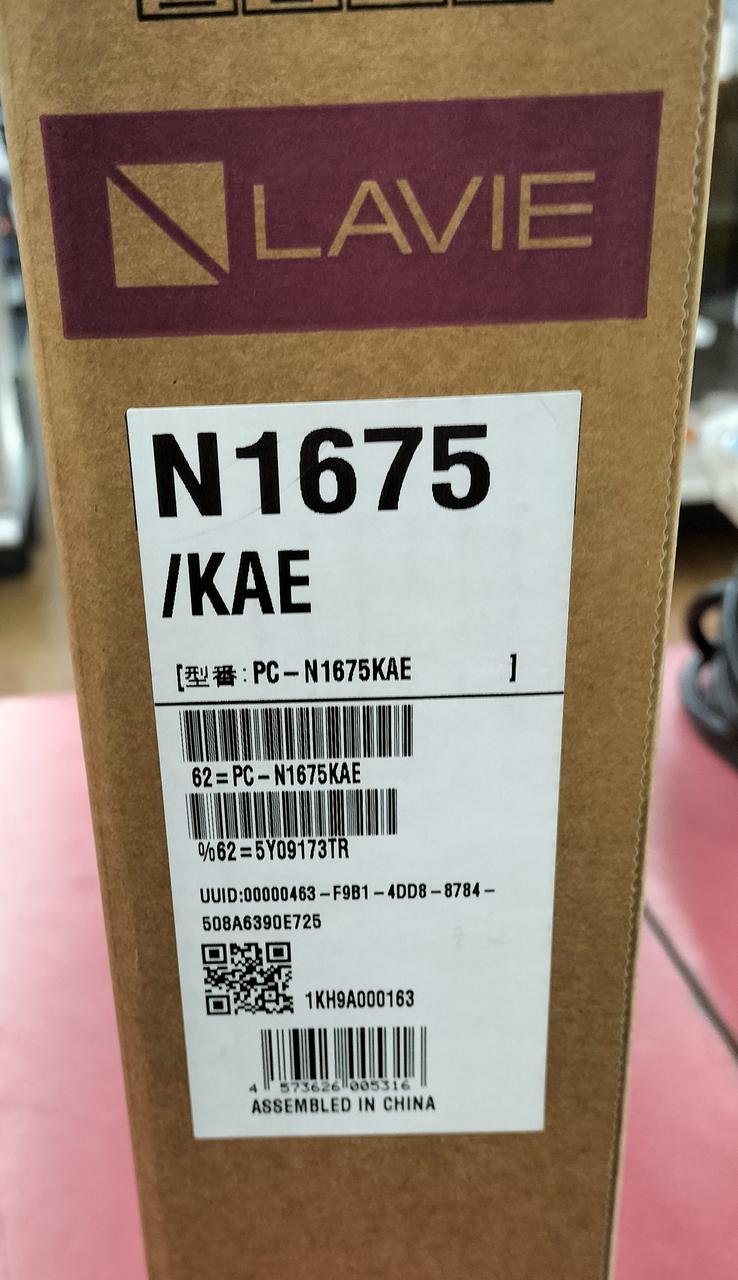 LAVIE
N1675
/KAE
[型番:PC-N1675KAE ]
62=PC-N1675KAE
%62=5Y09173TR
UUID:00000463-F9B1-4DD8-8784-
508A6390E725
1KH9A000163
4 573626 005316
ASSEMBLED IN CHINA